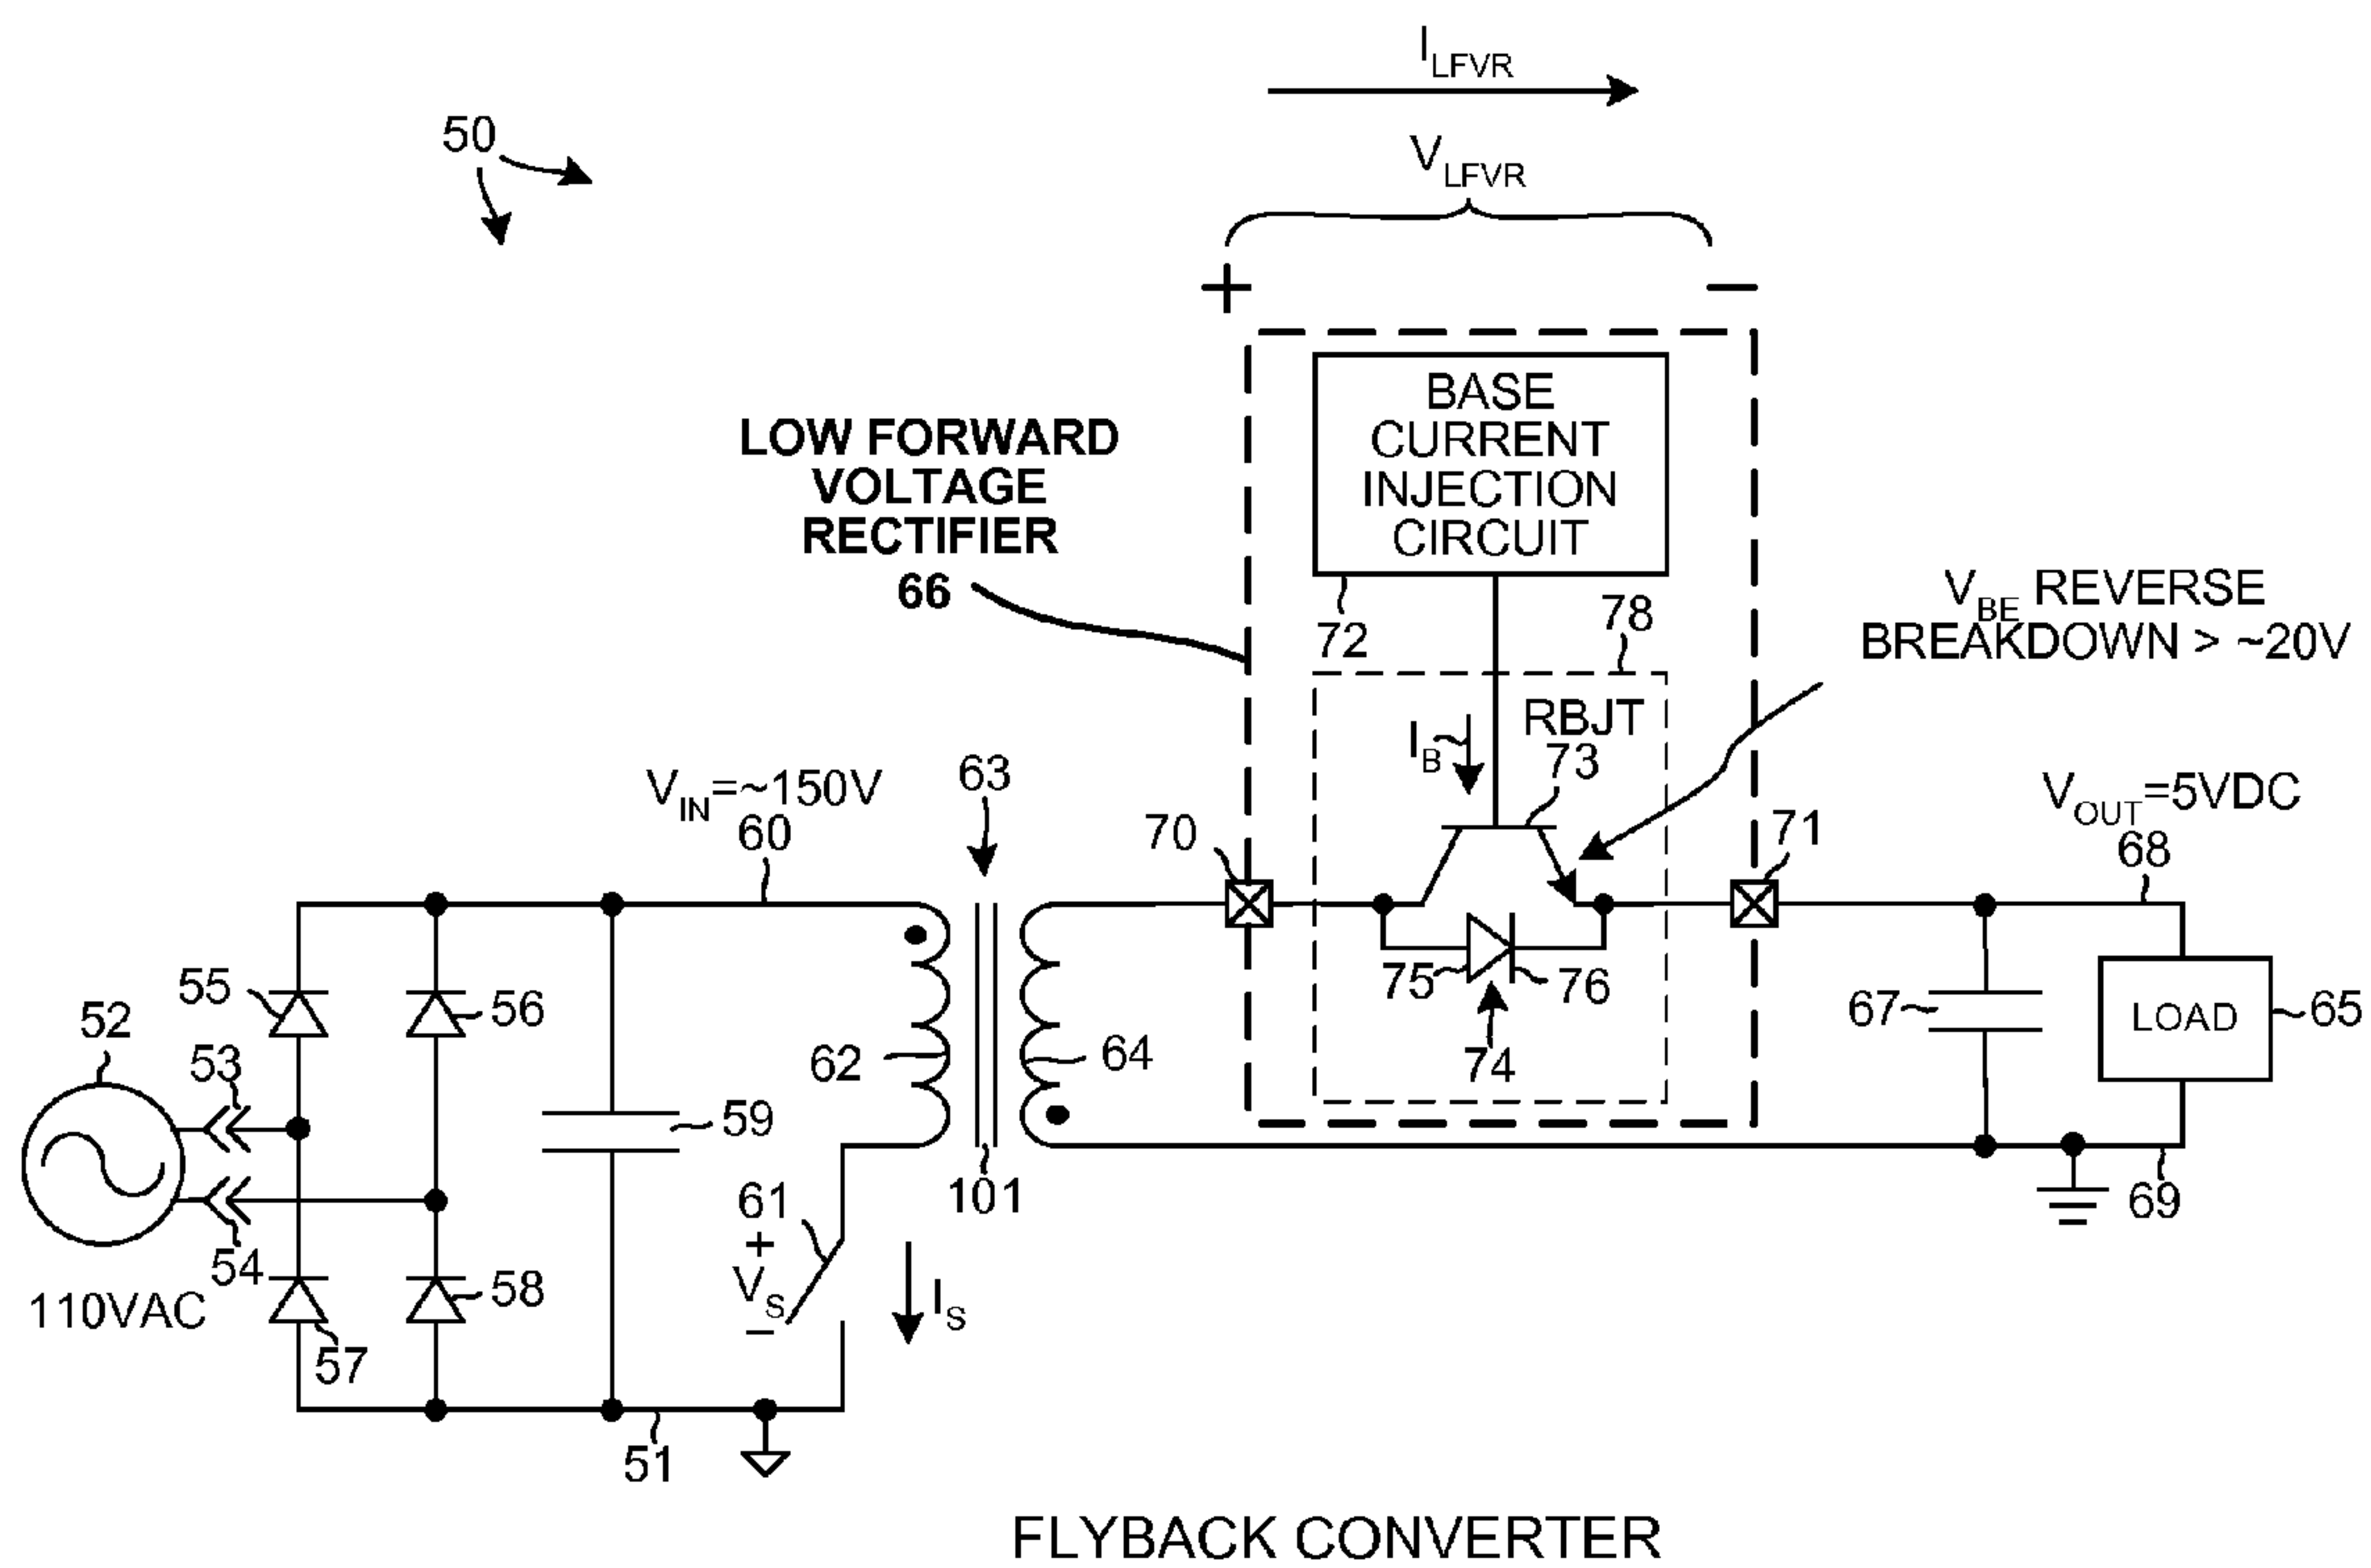 I_LFVR
V_LFVR
50
+
−
BASE
CURRENT
INJECTION
CIRCUIT
LOW FORWARD
VOLTAGE
RECTIFIER
66
72
78
V_BE REVERSE
BREAKDOWN > ~20V
RBJT
73
I_B
V_IN=~150V
60
63
70
71
V_OUT=5VDC
68
55
56
52
53
62
64
75
76
74
67
LOAD
65
59
54
110VAC
57
58
61
+
V_S
−
I_S
101
69
51
FLYBACK CONVERTER